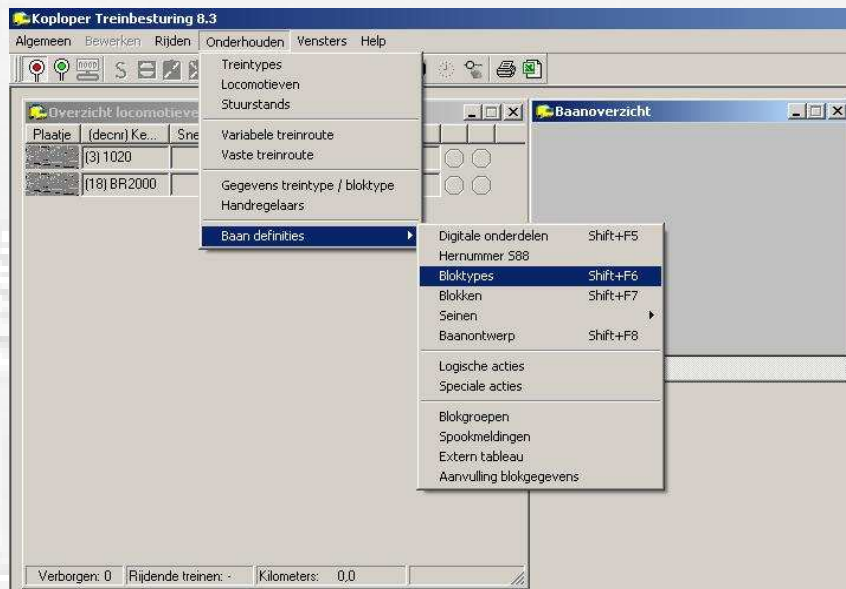 Koploper Treinbesturing 8.3
Algemeen Bewerken Rijden Onderhouden Vensters Help
Treintypes
Locomotieven
Stuurstands
Variabele treinroute
Vaste treinroute
Gegevens treintype / bloktype
Handregelaars
Baan definities
Digitale onderdelen Shift+F5
Hernummer S88
Bloktypes Shift+F6
Blokken Shift+F7
Seinen
Baanontwerp Shift+F8
Logische acties
Speciale acties
Blokgroepen
Spookmeldingen
Extern tableau
Aanvulling blokgegevens
Overzicht locomotieve
Plaatje (decnr) Ke... Sne
(3) 1020
(18) BR2000
Baanoverzicht
Verborgen: 0 Rijdende treinen: - Kilometers: 0,0